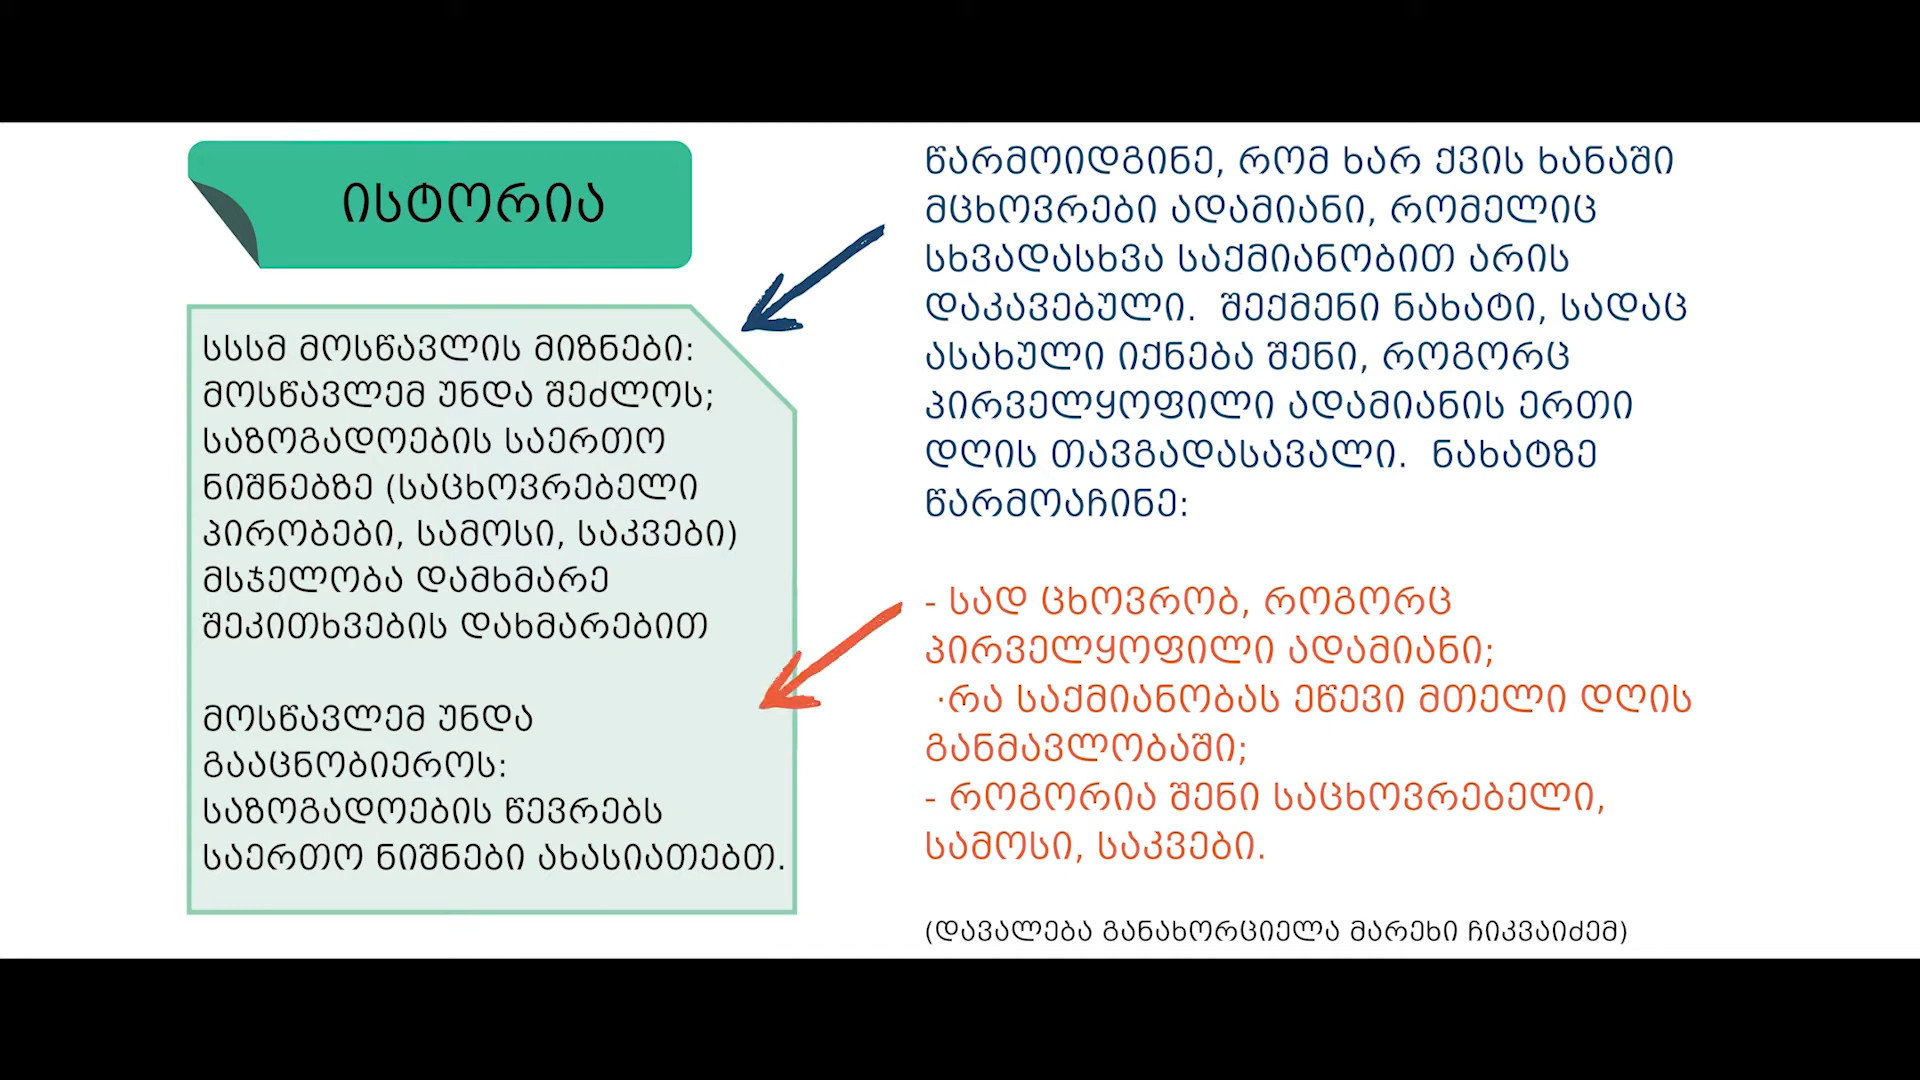 ისტორია
სსსმ მოსწავლის მიზნები:
მოსწავლემ უნდა შეძლოს;
საზოგადოების საერთო
ნიშნებზე (საცხოვრებელი
პირობები, სამოსი, საკვები)
მსჯელობა დამხმარე
შეკითხვების დახმარებით
მოსწავლემ უნდა
გააცნობიეროს:
საზოგადოების წევრებს
საერთო ნიშნები ახასიათებთ.
წარმოიდგინე, რომ ხარ ქვის ხანაში
მცხოვრები ადამიანი, რომელიც
სხვადასხვა საქმიანობით არის
დაკავებული. შექმენი ნახატი, სადაც
ასახული იქნება შენი, როგორც
პირველყოფილი ადამიანის ერთი
დღის თავგადასავალი. ნახატზე
წარმოაჩინე:
- სად ცხოვრობ, როგორც
პირველყოფილი ადამიანი;
·რა საქმიანობას ეწევი მთელი დღის
განმავლობაში;
- როგორია შენი საცხოვრებელი,
სამოსი, საკვები.
(დავალება განახორციელა მარეხი ჩიკვაიძემ)